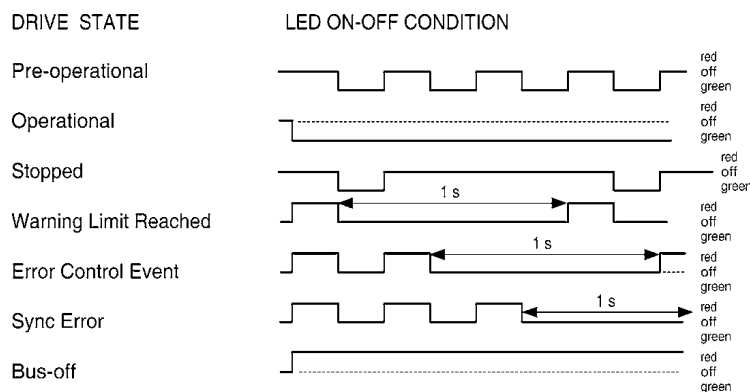 DRIVE STATE LED ON-OFF CONDITION
Pre-operational
red
off
green
Operational
red
off
green
Stopped
red
off
green
1 s
Warning Limit Reached
red
off
green
1 s
Error Control Event
red
off
green
1 s
Sync Error
red
off
green
Bus-off
red
off
green